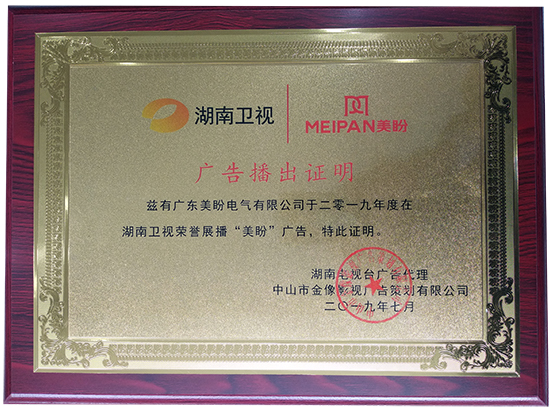 湖南卫视
MEIPAN美盼
广告播出证明
兹有广东美盼电气有限公司于二零一九年度在
湖南卫视荣誉展播“美盼”广告，特此证明。
湖南电视台广告代理
中山市金像影视广告策划有限公司
二〇一九年七月